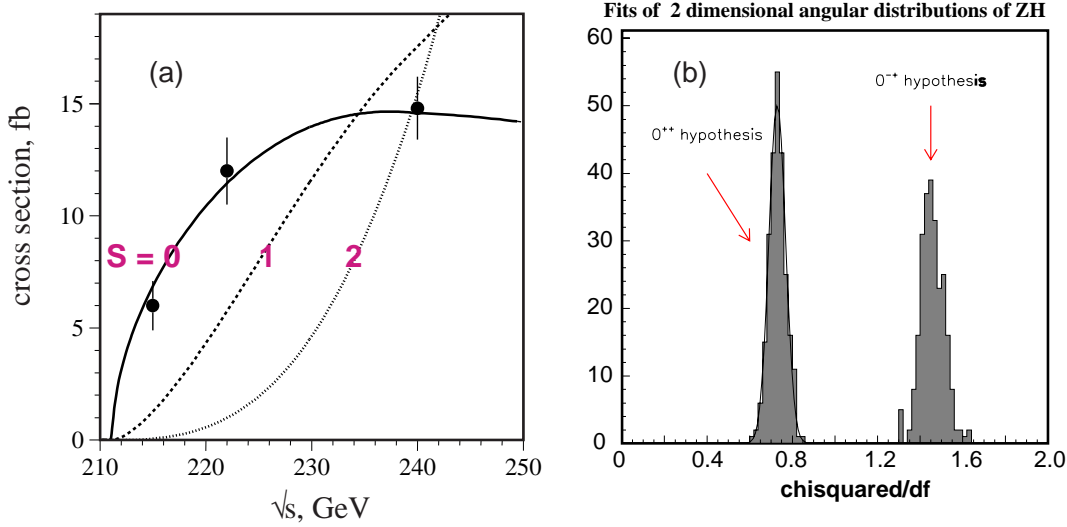 (a)
cross section, fb
15
10
5
0
S = 0
1
2
210
220
230
240
250
√s, GeV
Fits of 2 dimensional angular distributions of ZH
(b)
60
50
40
30
20
10
0
0⁺⁺ hypothesis
0⁻⁺ hypothesis
0
0.4
0.8
1.2
1.6
2.0
chisquared/df